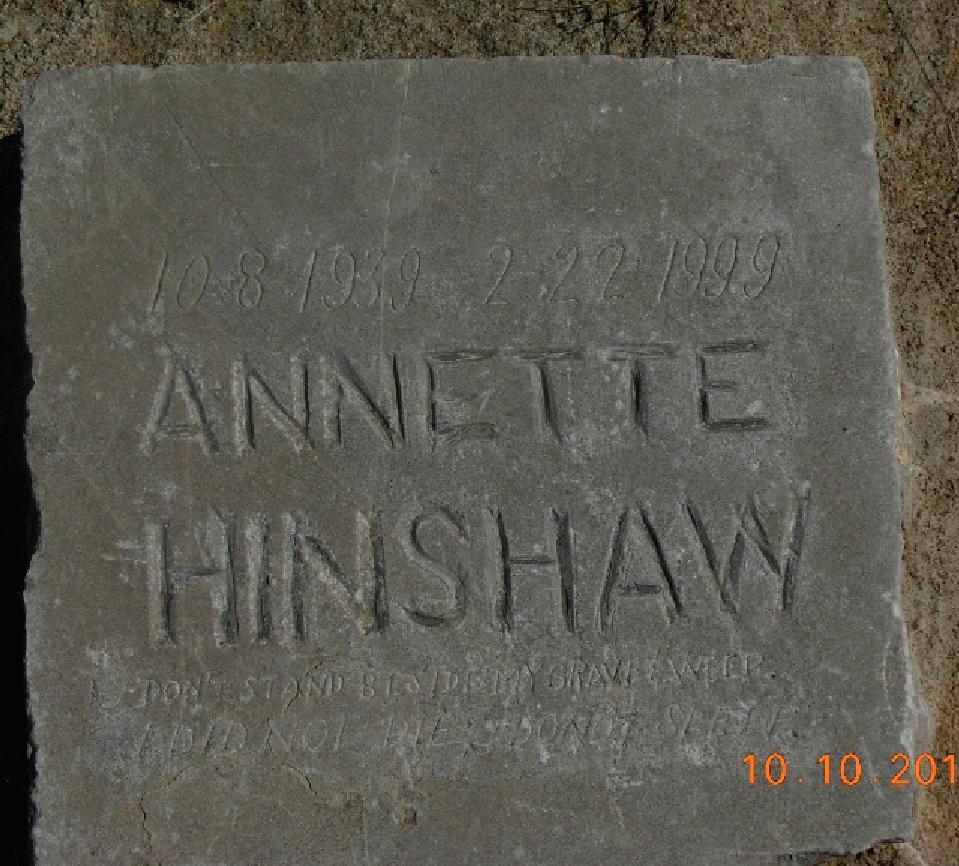 10 8 1939 2 22 1999
ANNETTE
HINSHAW
DON'T STAND BESIDE MY GRAVE & WEEP.
I DID NOT DIE, I DO NOT SLEEP.
10.10.201